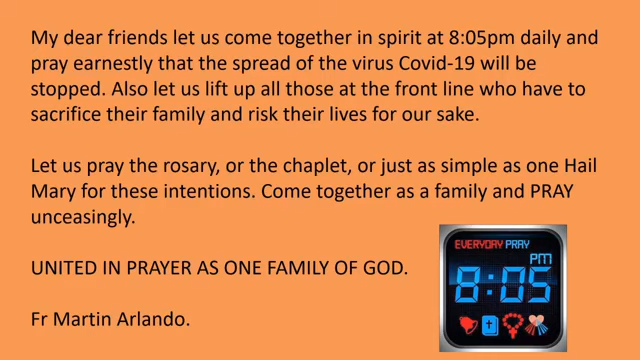 My dear friends let us come together in spirit at 8:05pm daily and
pray earnestly that the spread of the virus Covid-19 will be
stopped. Also let us lift up all those at the front line who have to
sacrifice their family and risk their lives for our sake.
Let us pray the rosary, or the chaplet, or just as simple as one Hail
Mary for these intentions. Come together as a family and PRAY
unceasingly.
EVERYDAY PRAY
PM
8:05
UNITED IN PRAYER AS ONE FAMILY OF GOD.
Fr Martin Arlando.